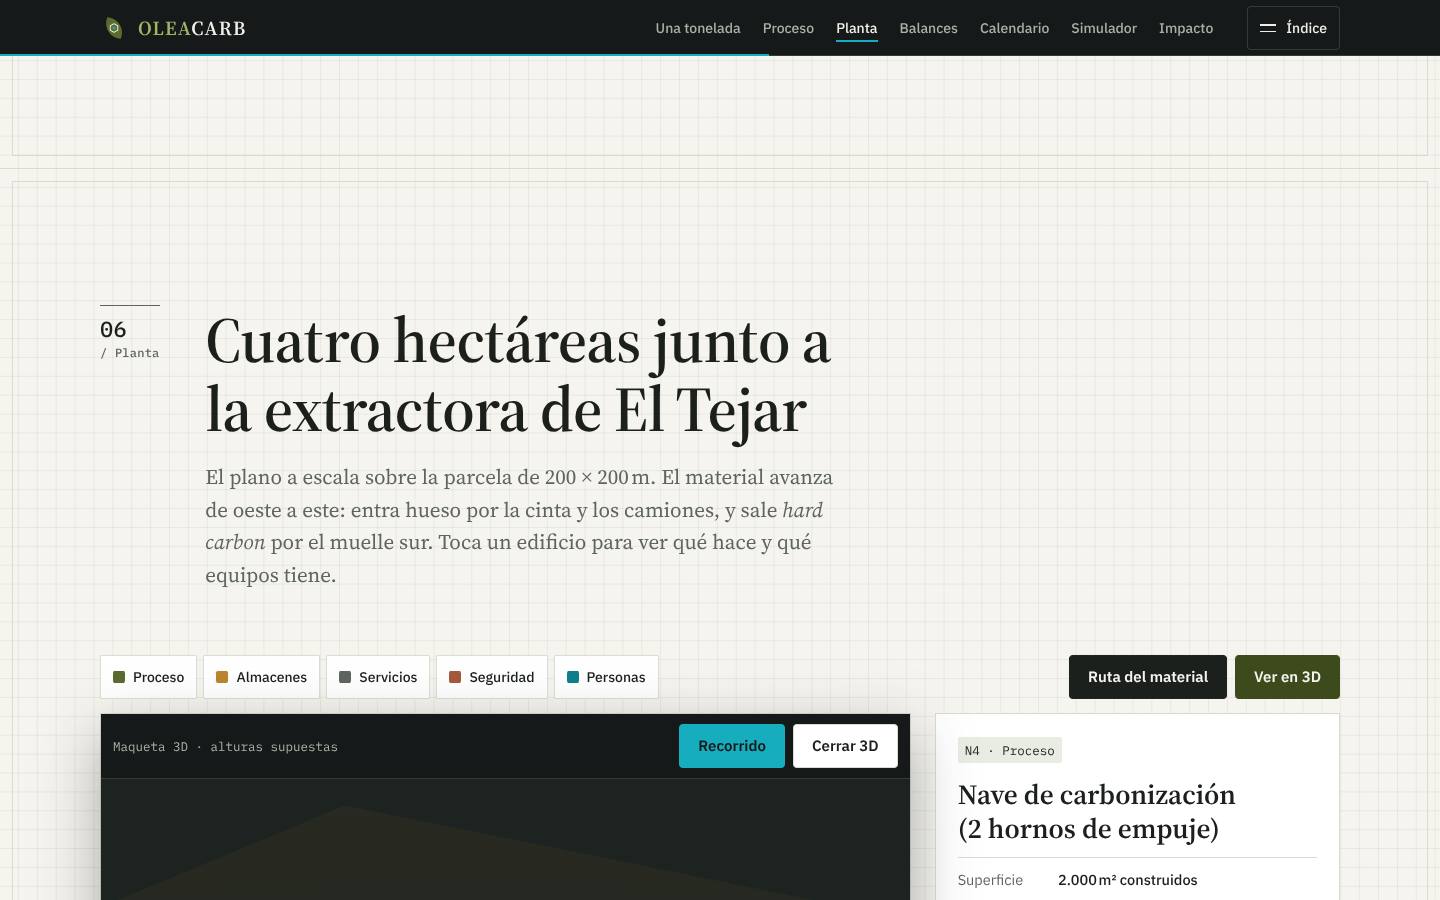 OLEACARB
Una tonelada
Proceso
Planta
Balances
Calendario
Simulador
Impacto
Índice
06
/ Planta
Cuatro hectáreas junto a
la extractora de El Tejar
El plano a escala sobre la parcela de 200 × 200 m. El material avanza
de oeste a este: entra hueso por la cinta y los camiones, y sale hard
carbon por el muelle sur. Toca un edificio para ver qué hace y qué
equipos tiene.
Proceso
Almacenes
Servicios
Seguridad
Personas
Ruta del material
Ver en 3D
Maqueta 3D · alturas supuestas
Recorrido
Cerrar 3D
N4 · Proceso
Nave de carbonización
(2 hornos de empuje)
Superficie 2.000 m² construidos